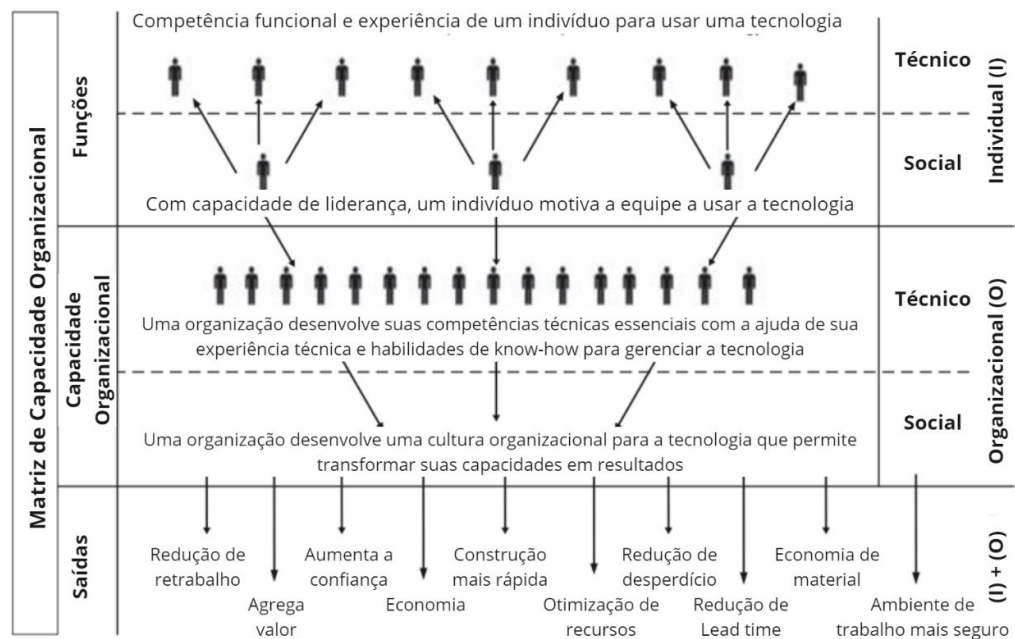 Matriz de Capacidade Organizacional
Funções
Competência funcional e experiência de um indivíduo para usar uma tecnologia
Técnico
Individual (I)
Social
Com capacidade de liderança, um indivíduo motiva a equipe a usar a tecnologia
Capacidade
Organizacional
Técnico
Organizacional (O)
Uma organização desenvolve suas competências técnicas essenciais com a ajuda de sua
experiência técnica e habilidades de know-how para gerenciar a tecnologia
Social
Uma organização desenvolve uma cultura organizacional para a tecnologia que permite
transformar suas capacidades em resultados
Saídas
(I) + (O)
Redução de
retrabalho
Agrega
valor
Aumenta a
confiança
Economia
Construção
mais rápida
Otimização de
recursos
Redução de
desperdício
Redução de
Lead time
Economia de
material
Ambiente de
trabalho mais seguro